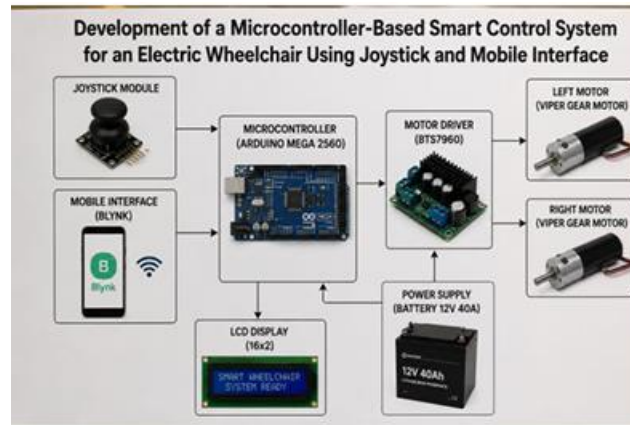 Development of a Microcontroller-Based Smart Control System
for an Electric Wheelchair Using Joystick and Mobile Interface
JOYSTICK MODULE
MICROCONTROLLER
(ARDUINO MEGA 2560)
MOTOR DRIVER
(BTS7960)
LEFT MOTOR
(VIPER GEAR MOTOR)
MOBILE INTERFACE
(BLYNK)
B
Blynk
RIGHT MOTOR
(VIPER GEAR MOTOR)
LCD DISPLAY
(16x2)
SMART WHEELCHAIR
SYSTEM READY
POWER SUPPLY
(BATTERY 12V 40A)
12V 40Ah